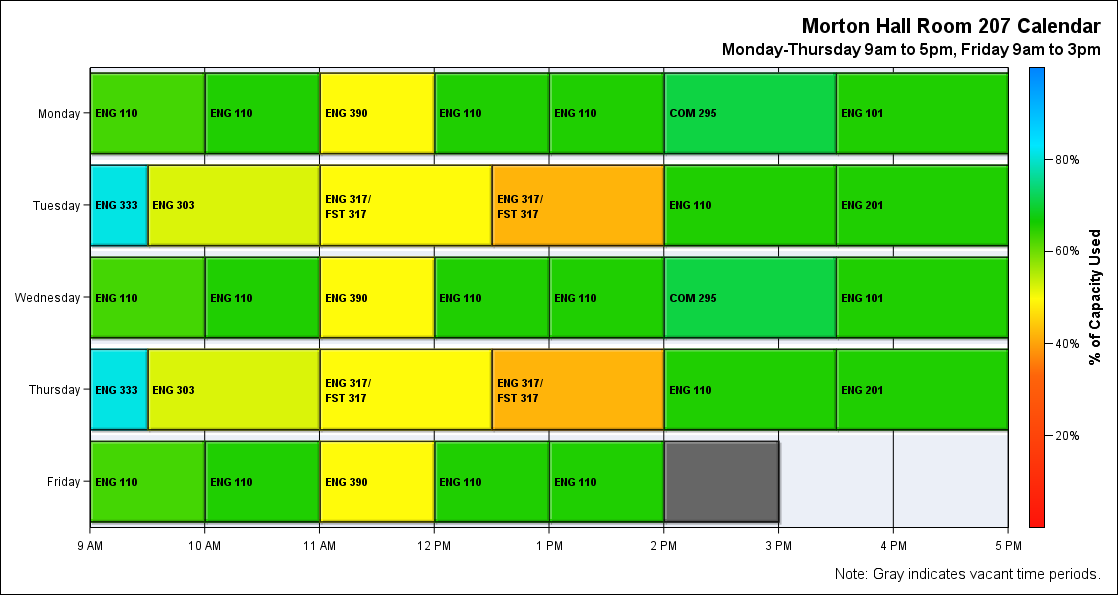 Morton Hall Room 207 Calendar
Monday-Thursday 9am to 5pm, Friday 9am to 3pm
Monday
ENG 110
ENG 110
ENG 390
ENG 110
ENG 110
COM 295
ENG 101
Tuesday
ENG 333
ENG 303
ENG 317/
FST 317
ENG 317/
FST 317
ENG 110
ENG 201
Wednesday
ENG 110
ENG 110
ENG 390
ENG 110
ENG 110
COM 295
ENG 101
Thursday
ENG 333
ENG 303
ENG 317/
FST 317
ENG 317/
FST 317
ENG 110
ENG 201
Friday
ENG 110
ENG 110
ENG 390
ENG 110
ENG 110
9 AM
10 AM
11 AM
12 PM
1 PM
2 PM
3 PM
4 PM
5 PM
80%
60%
40%
20%
% of Capacity Used
Note: Gray indicates vacant time periods.